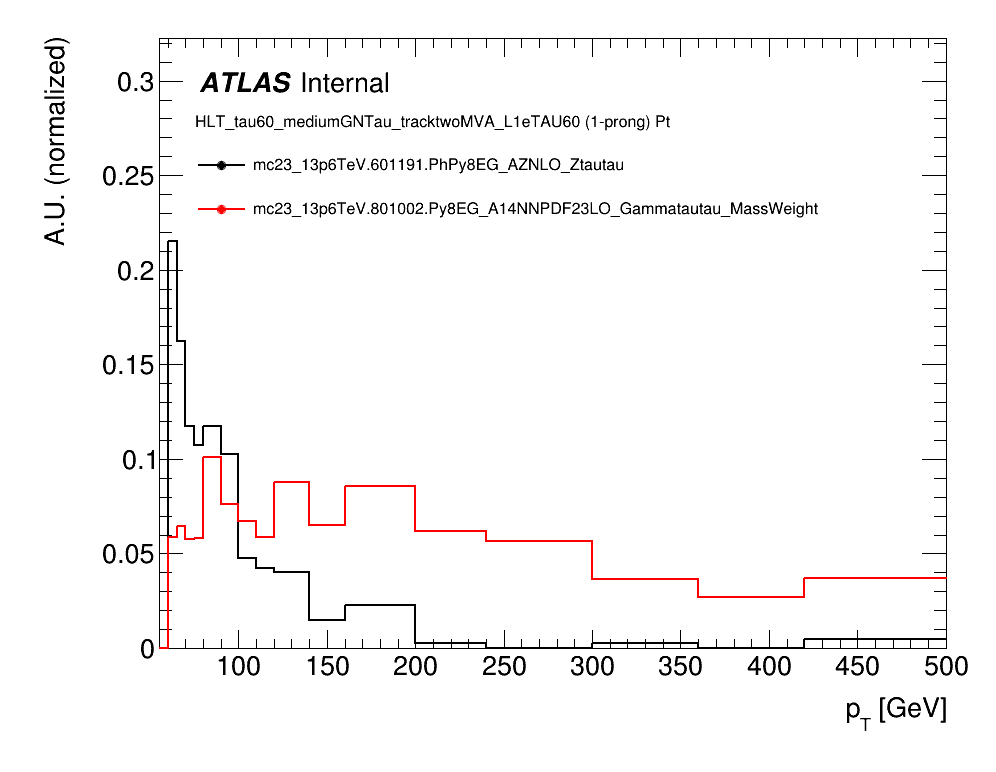 A.U. (normalized)
0.3
0.25
0.2
0.15
0.1
0.05
0
ATLAS Internal
HLT_tau60_mediumGNTau_tracktwoMVA_L1eTAU60 (1-prong) Pt
mc23_13p6TeV.601191.PhPy8EG_AZNLO_Ztautau
mc23_13p6TeV.801002.Py8EG_A14NNPDF23LO_Gammatautau_MassWeight
100 150 200 250 300 350 400 450 500
p_T [GeV]